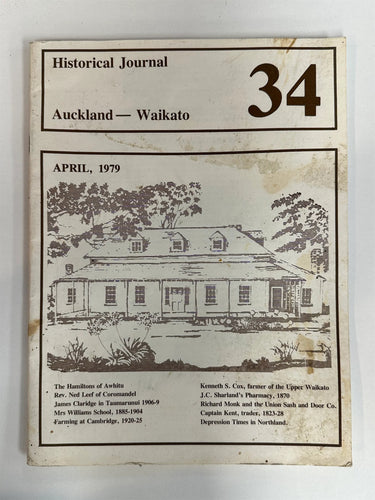 Historical Journal
Auckland — Waikato
34
APRIL, 1979
The Hamiltons of Awhitu
Rev. Ned Leef of Coromandel
James Claridge in Taumarunui 1906-9
Mrs Williams School, 1885-1904
Farming at Cambridge, 1920-25
Kenneth S. Cox, farmer of the Upper Waikato
J.C. Sharland's Pharmacy, 1870
Richard Monk and the Union Sash and Door Co.
Captain Kent, trader, 1823-28
Depression Times in Northland.